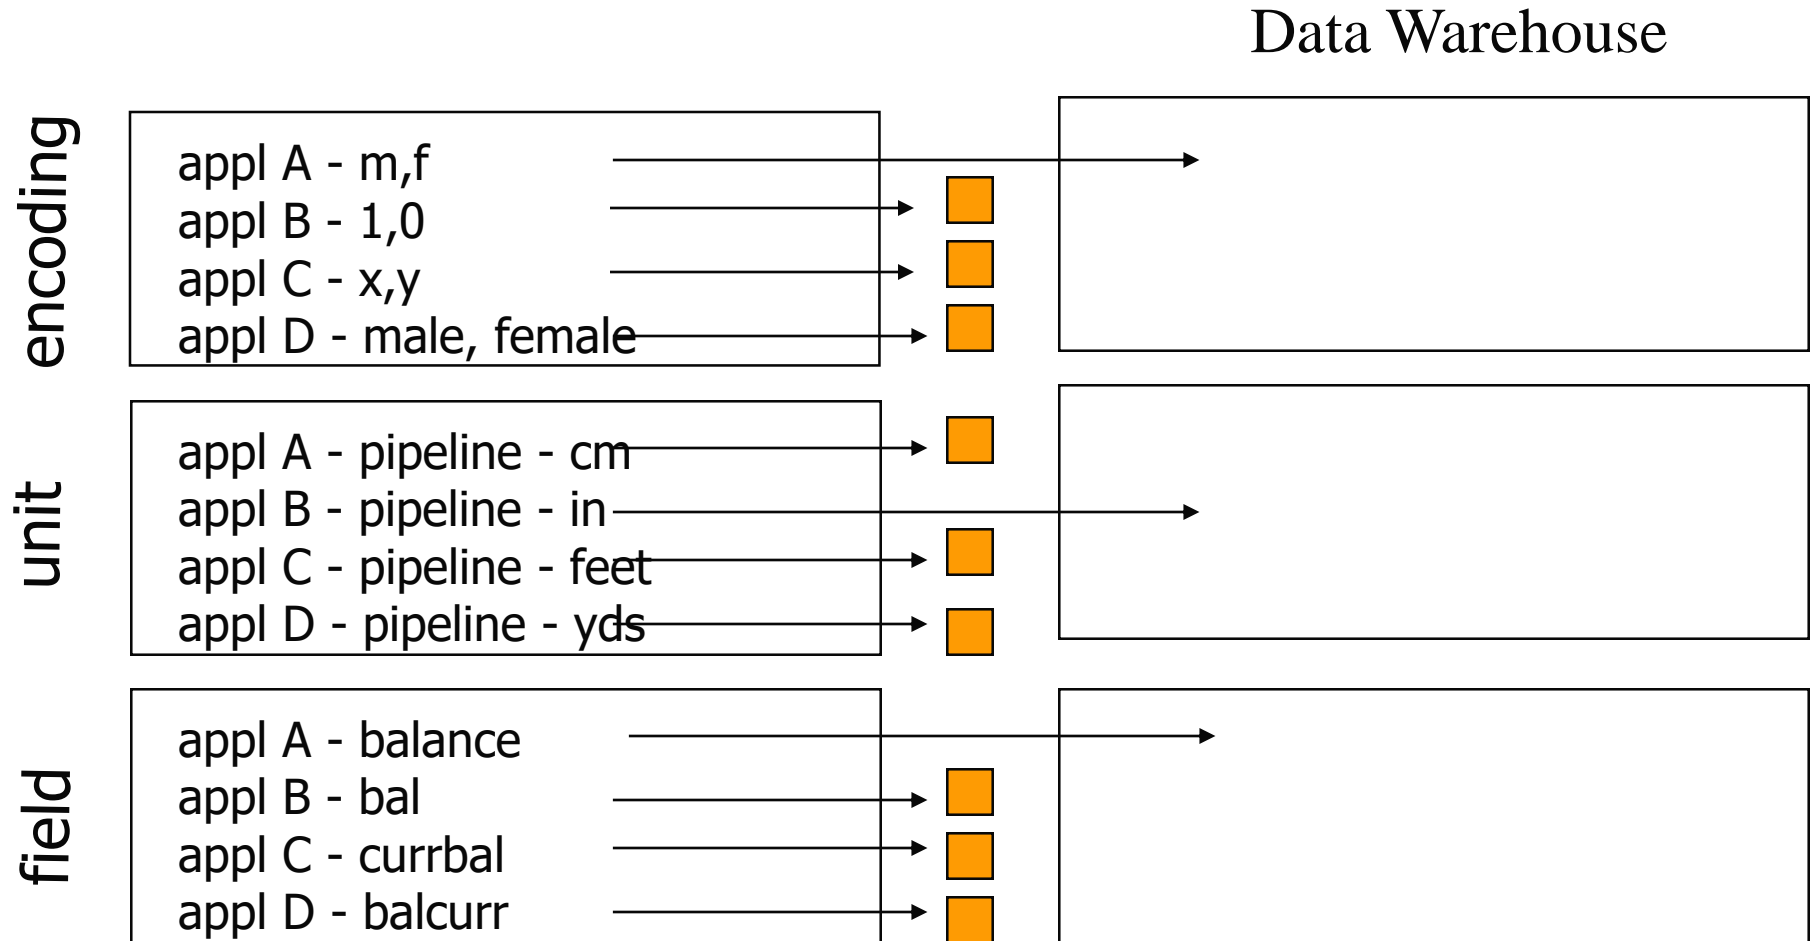 Data Warehouse
encoding
appl A - m,f
appl B - 1,0
appl C - x,y
appl D - male, female
unit
appl A - pipeline - cm
appl B - pipeline - in
appl C - pipeline - feet
appl D - pipeline - yds
field
appl A - balance
appl B - bal
appl C - currbal
appl D - balcurr